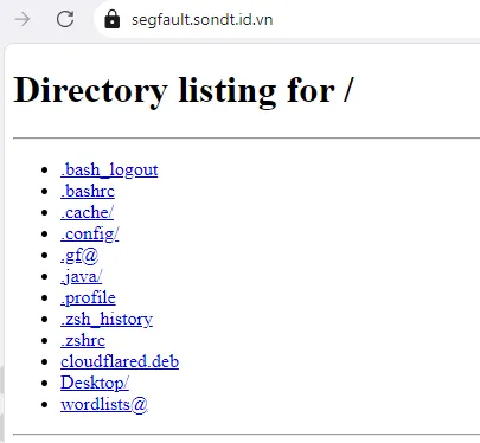 segfault.sondt.id.vn
Directory listing for /
.bash_logout
.bashrc
.cache/
.config/
.gf@
.java/
.profile
.zsh_history
.zshrc
cloudflared.deb
Desktop/
wordlists@